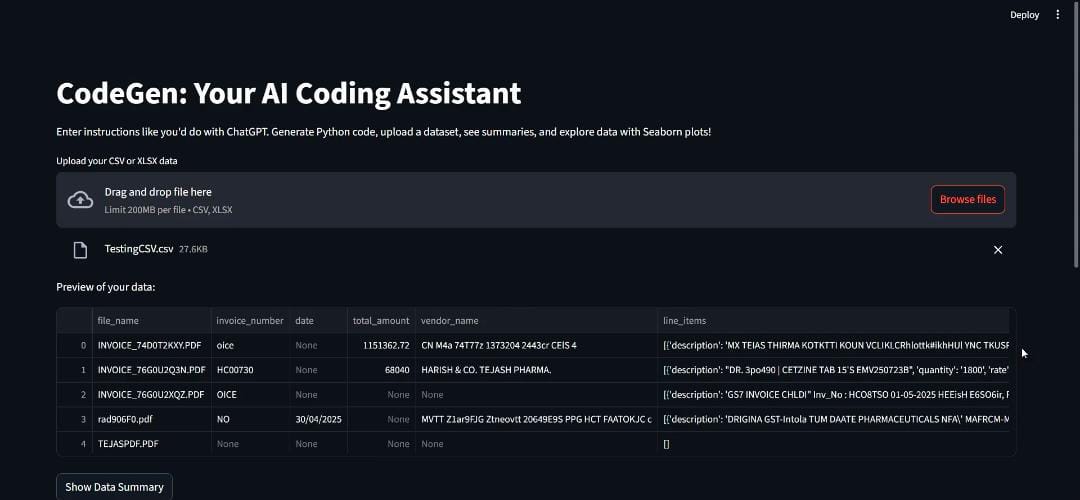 Deploy
CodeGen: Your AI Coding Assistant
Enter instructions like you'd do with ChatGPT. Generate Python code, upload a dataset, see summaries, and explore data with Seaborn plots!
Upload your CSV or XLSX data
Drag and drop file here
Limit 200MB per file • CSV, XLSX
Browse files
TestingCSV.csv 27.6KB
Preview of your data:
file_name invoice_number date total_amount vendor_name line_items
0 INVOICE_74D0T2KXY.PDF oice None 1151362.72 CN M4a 74T77z 1373204 2443cr CEIS 4 [{'description': 'MX TEIAS THIRMA KOTKTTI KOUN VCLIKLCRhlottk#ikhHUl YNC TKUSF
1 INVOICE_76G0U2Q3N.PDF HC00730 None 68040 HARISH & CO. TEJASH PHARMA. [{'description': "DR. 3po490 | CETZINE TAB 15'S EMV250723B", 'quantity': '1800', 'rate'
2 INVOICE_76G0U2XQZ.PDF OICE None None None [{'description': 'GS7 INVOICE CHLDI" Inv_No : HCO8TSO 01-05-2025 HEEisH E6SO6ir,
3 rad906F0.pdf NO 30/04/2025 None MVTT Z1ar9FJG Ztneovtt 20649E9S PPG HCT FAATOKJC c [{'description': 'DRIGINA GST-Intola TUM DAATE PHARMACEUTICALS NFA\' MAFRCM-M
4 TEJASPDF.PDF None None None None []
Show Data Summary